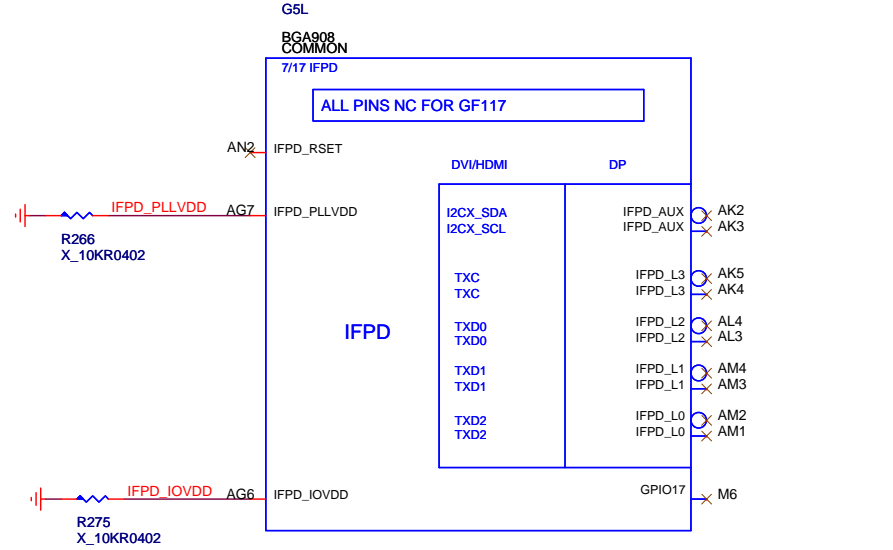 G5L
BGA908
COMMON
7/17 IFPD
ALL PINS NC FOR GF117
AN2 IFPD_RSET
DVI/HDMI DP
IFPD_PLLVDD AG7 IFPD_PLLVDD
R266
X_10KR0402
I2CX_SDA IFPD_AUX AK2
I2CX_SCL IFPD_AUX AK3
TXC IFPD_L3 AK5
TXC IFPD_L3 AK4
IFPD
TXD0 IFPD_L2 AL4
TXD0 IFPD_L2 AL3
TXD1 IFPD_L1 AM4
TXD1 IFPD_L1 AM3
TXD2 IFPD_L0 AM2
TXD2 IFPD_L0 AM1
IFPD_IOVDD AG6 IFPD_IOVDD
GPIO17 M6
R275
X_10KR0402